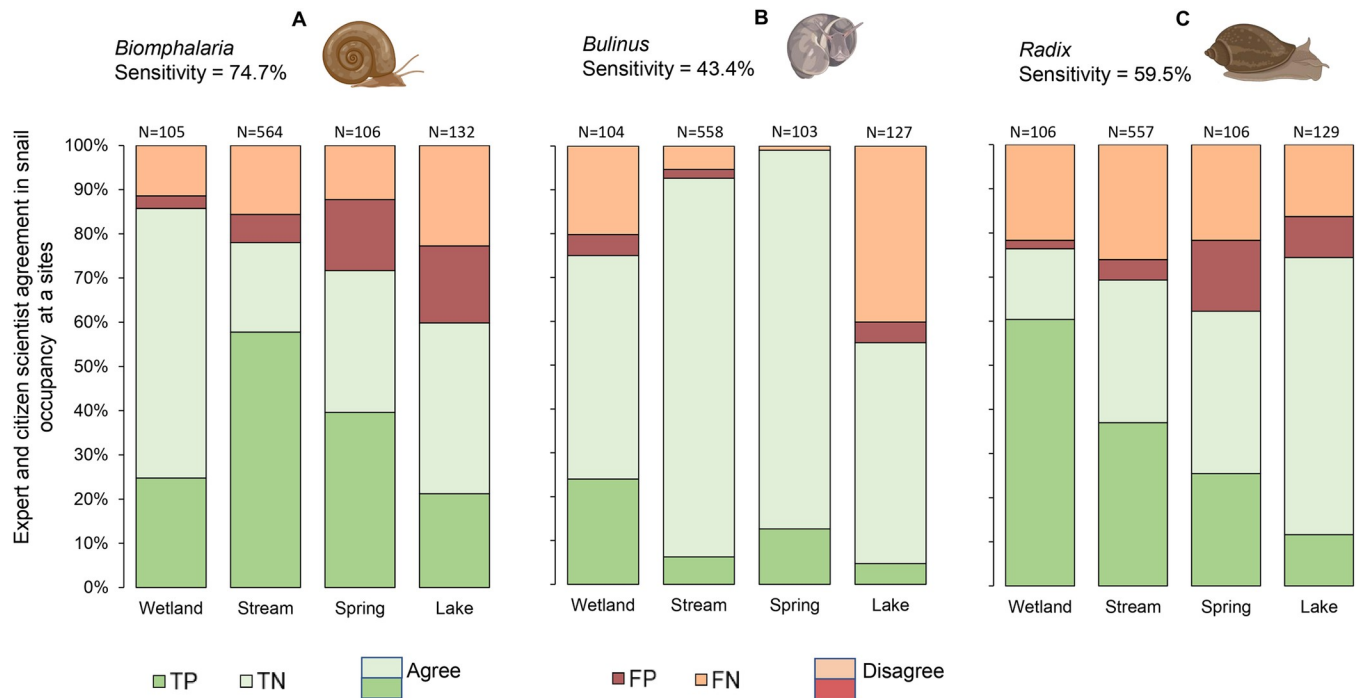 A
Biomphalaria
Sensitivity = 74.7%
B
Bulinus
Sensitivity = 43.4%
C
Radix
Sensitivity = 59.5%
Expert and citizen scientist agreement in snail
occupancy at a sites
N=105 N=564 N=106 N=132
100%
90%
80%
70%
60%
50%
40%
30%
20%
10%
0%
Wetland Stream Spring Lake
N=104 N=558 N=103 N=127
Wetland Stream Spring Lake
N=106 N=557 N=106 N=129
Wetland Stream Spring Lake
TP TN Agree FP FN Disagree